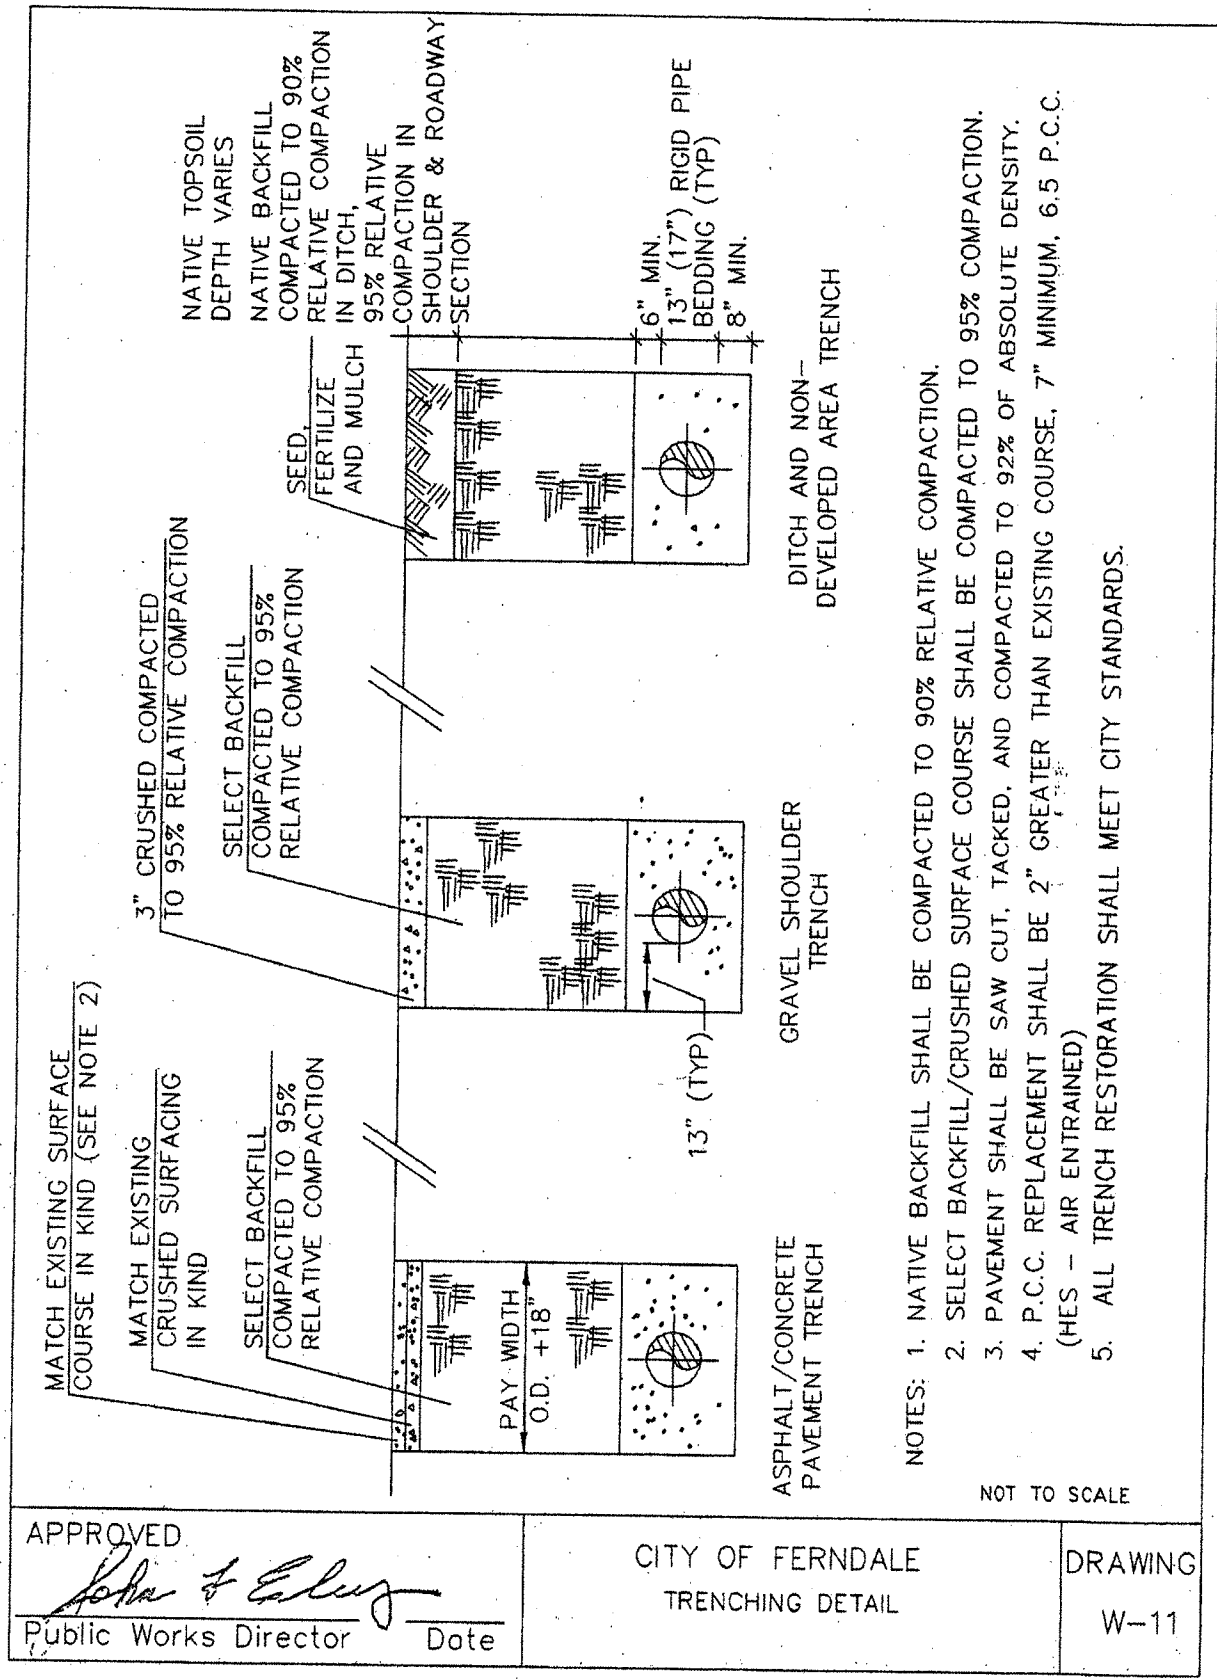 MATCH EXISTING SURFACE
COURSE IN KIND (SEE NOTE 2)
MATCH EXISTING
CRUSHED SURFACING
IN KIND
SELECT BACKFILL
COMPACTED TO 95%
RELATIVE COMPACTION
3" CRUSHED COMPACTED
TO 95% RELATIVE COMPACTION
SELECT BACKFILL
COMPACTED TO 95%
RELATIVE COMPACTION
SEED,
FERTILIZE
AND MULCH
NATIVE TOPSOIL
DEPTH VARIES
NATIVE BACKFILL
COMPACTED TO 90%
RELATIVE COMPACTION
IN DITCH,
95% RELATIVE
COMPACTION IN
SHOULDER & ROADWAY
SECTION
6" MIN.
13" (17") RIGID PIPE
BEDDING (TYP)
8" MIN.
PAY WIDTH
O.D. +18"
13" (TYP)
ASPHALT/CONCRETE
PAVEMENT TRENCH
GRAVEL SHOULDER
TRENCH
DITCH AND NON-
DEVELOPED AREA TRENCH
NOTES: 1. NATIVE BACKFILL SHALL BE COMPACTED TO 90% RELATIVE COMPACTION.
2. SELECT BACKFILL/CRUSHED SURFACE COURSE SHALL BE COMPACTED TO 95% COMPACTION.
3. PAVEMENT SHALL BE SAW CUT, TACKED, AND COMPACTED TO 92% OF ABSOLUTE DENSITY.
4. P.C.C. REPLACEMENT SHALL BE 2" GREATER THAN EXISTING COURSE, 7" MINIMUM, 6.5 P.C.C.
(HES - AIR ENTRAINED)
5. ALL TRENCH RESTORATION SHALL MEET CITY STANDARDS.
NOT TO SCALE
APPROVED
Public Works Director
Date
CITY OF FERNDALE
TRENCHING DETAIL
DRAWING
W-11